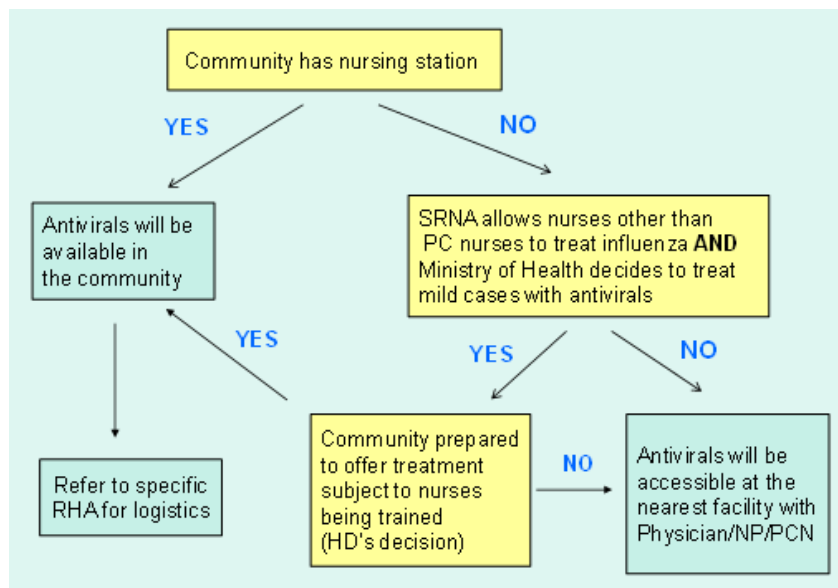 Community has nursing station
YES
NO
Antivirals will be
available in
the community
SRNA allows nurses other than
PC nurses to treat influenza AND
Ministry of Health decides to treat
mild cases with antivirals
YES
YES
NO
Refer to specific
RHA for logistics
Community prepared
to offer treatment
subject to nurses
being trained
(HD's decision)
NO
Antivirals will be
accessible at the
nearest facility with
Physician/NP/PCN